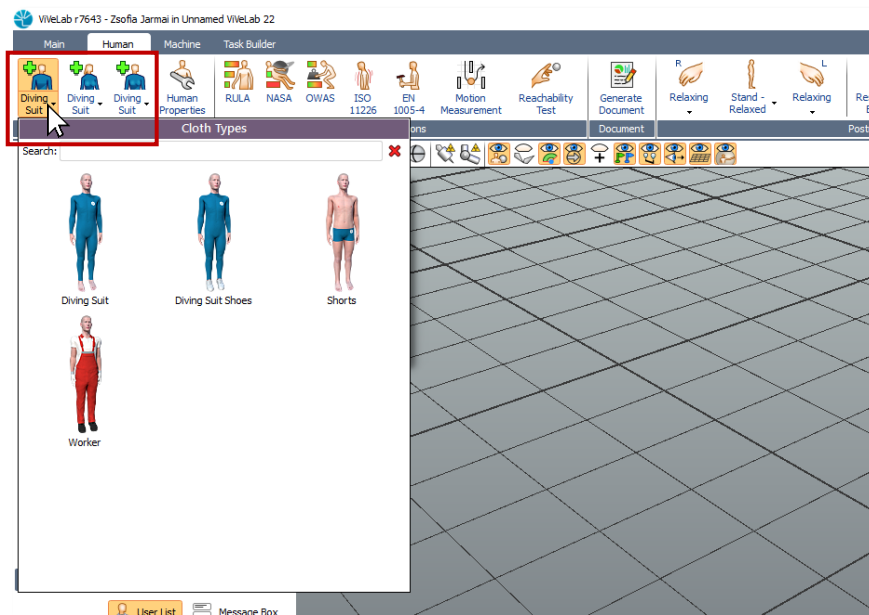 ViVeLab r7643 - Zsofia Jarmai in Unnamed ViVeLab 22
Main Human Machine Task Builder
Diving Suit
Diving Suit
Diving Suit
Human Properties
RULA
NASA
OWAS
ISO 11226
EN 1005-4
Motion Measurement
Reachability Test
Generate Document
R
Relaxing
Stand - Relaxed
L
Relaxing
Cloth Types
Document
Search:
Diving Suit
Diving Suit Shoes
Shorts
Worker
User List
Message Box